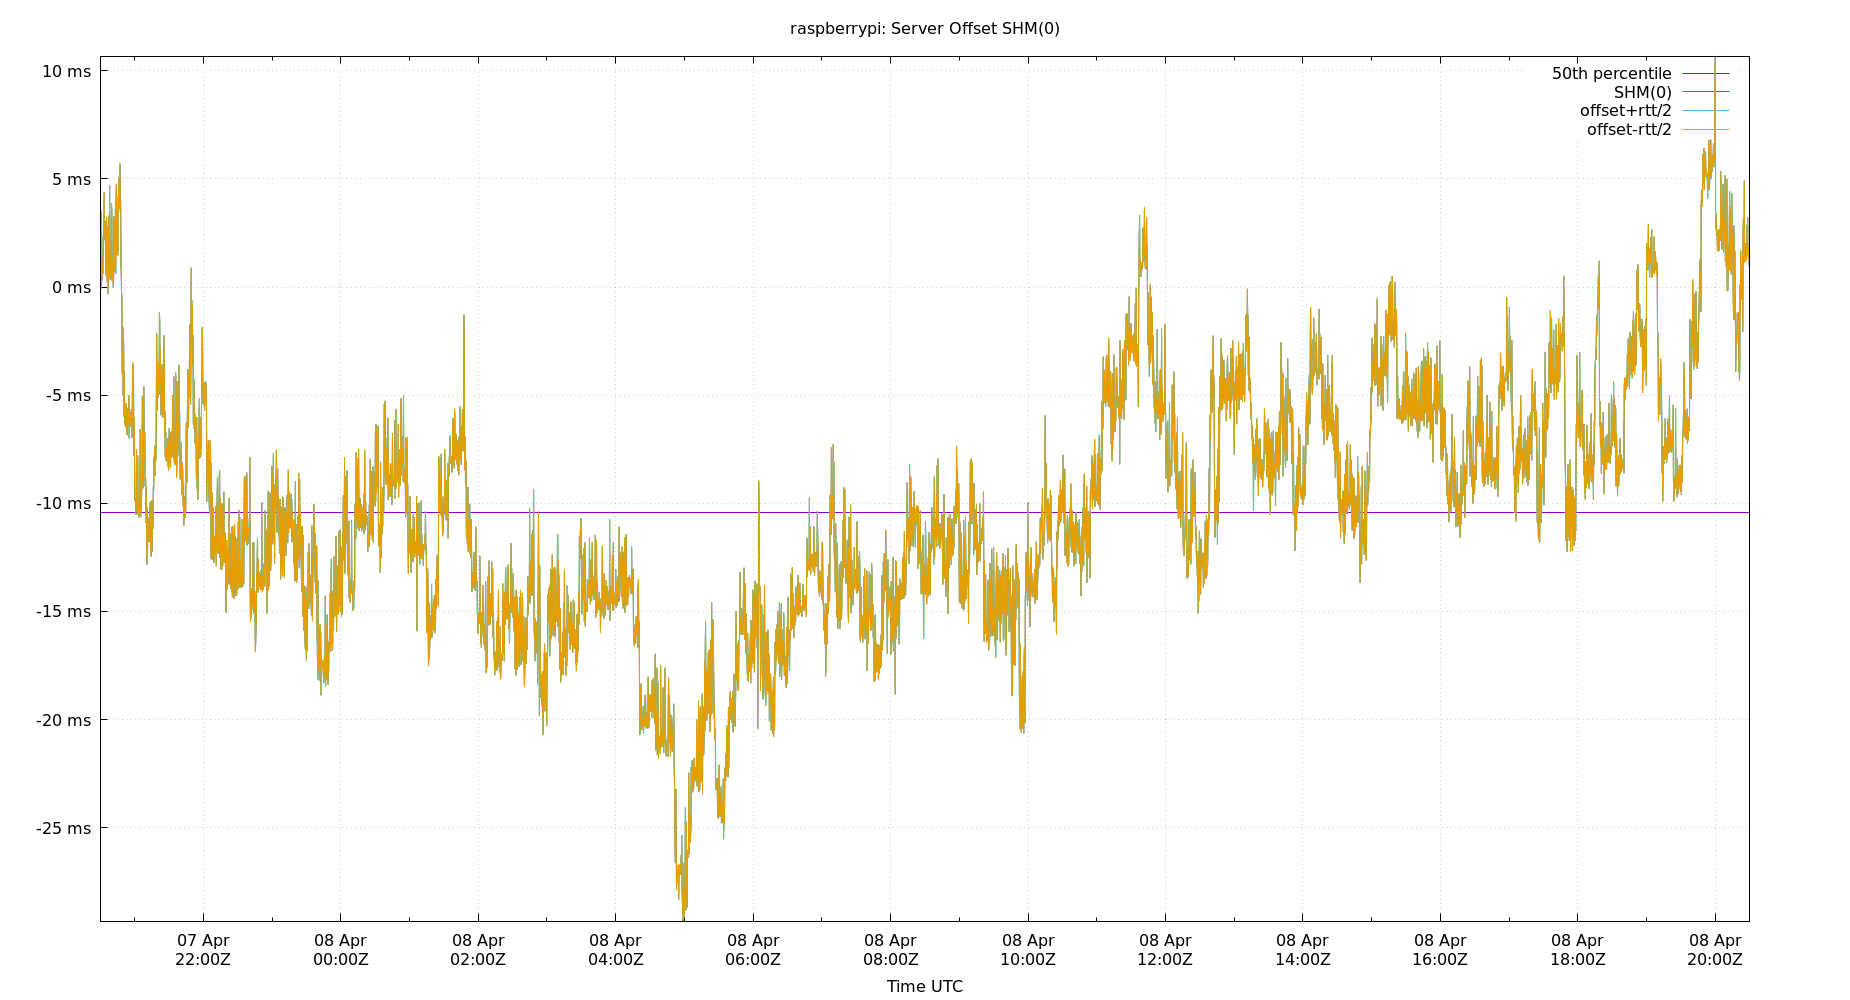 raspberrypi: Server Offset SHM(0)
10 ms
5 ms
0 ms
-5 ms
-10 ms
-15 ms
-20 ms
-25 ms
50th percentile
SHM(0)
offset+rtt/2
offset-rtt/2
07 Apr 08 Apr 08 Apr 08 Apr 08 Apr 08 Apr 08 Apr 08 Apr 08 Apr 08 Apr 08 Apr 08 Apr
22:00Z 00:00Z 02:00Z 04:00Z 06:00Z 08:00Z 10:00Z 12:00Z 14:00Z 16:00Z 18:00Z 20:00Z
Time UTC